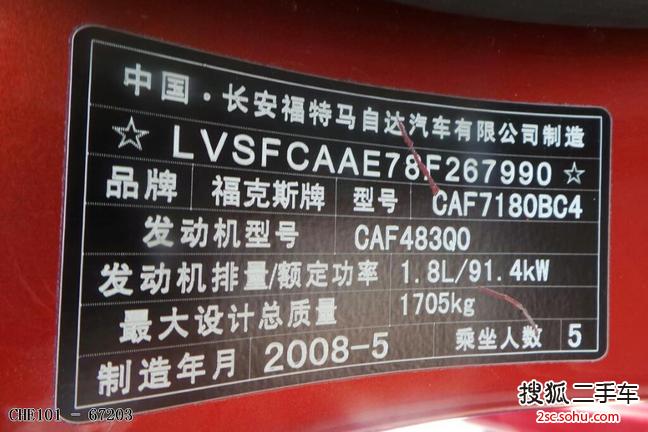 中国·长安福特马自达汽车有限公司制造
☆ LVSFCAAE78F267990 ☆
品牌 福克斯牌 型号 CAF7180BC4
发动机型号 CAF483Q0
发动机排量/额定功率 1.8L/91.4kW
最大设计总质量 1705kg
乘坐人数 5
制造年月 2008-5
CHE101 - 67203
搜狐二手车
2sc.sohu.com